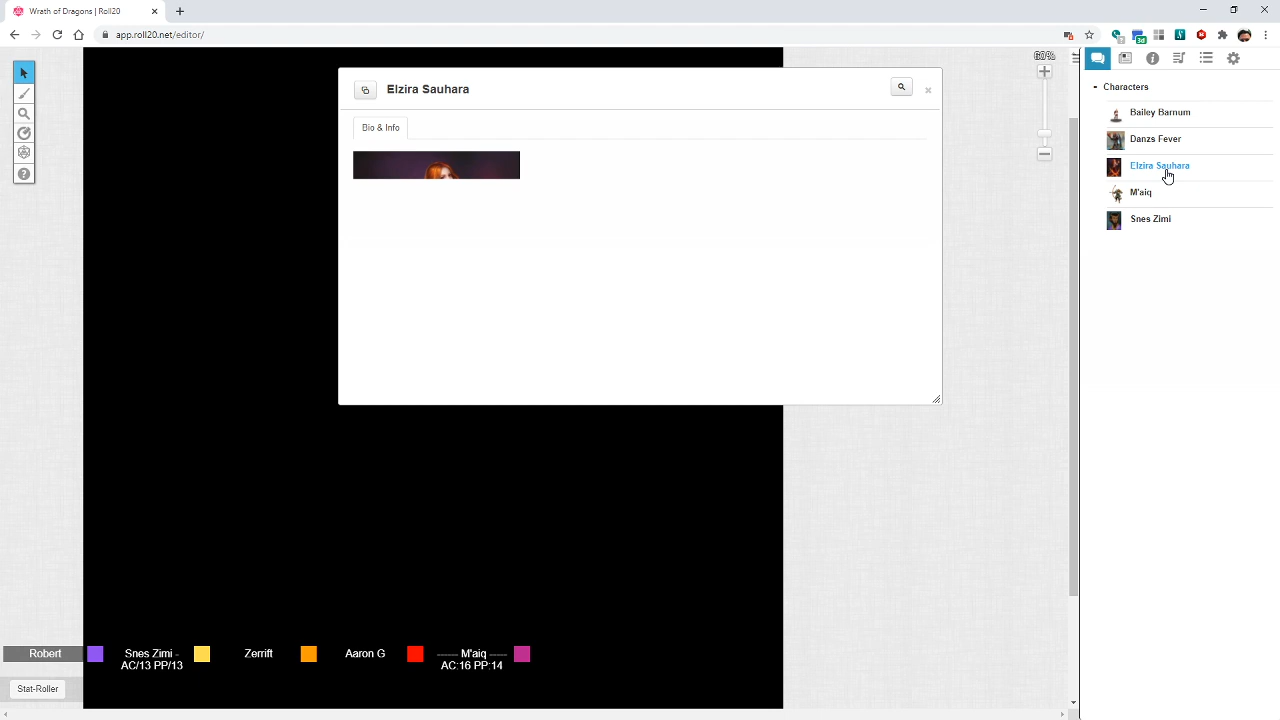 Wrath of Dragons | Roll20
app.roll20.net/editor/
3d
60%
Elzira Sauhara
Bio & Info
Characters
Bailey Barnum
Danzs Fever
Elzira Sauhara
M'aiq
Snes Zimi
Robert
Snes Zimi -
AC/13 PP/13
Zerrift
Aaron G
------ M'aiq -----
AC:16 PP:14
Stat-Roller